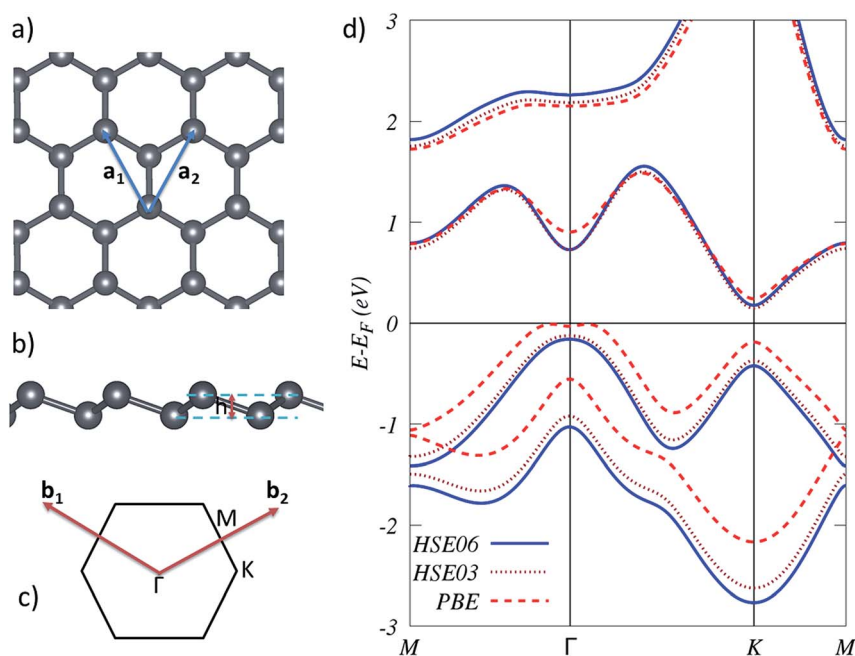 a)
a1 a2
b)
h
b1 b2
M
Γ K
c)
d)
3
2
1
0
-1
-2
-3
E-EF (eV)
HSE06
HSE03
PBE
M Γ K M